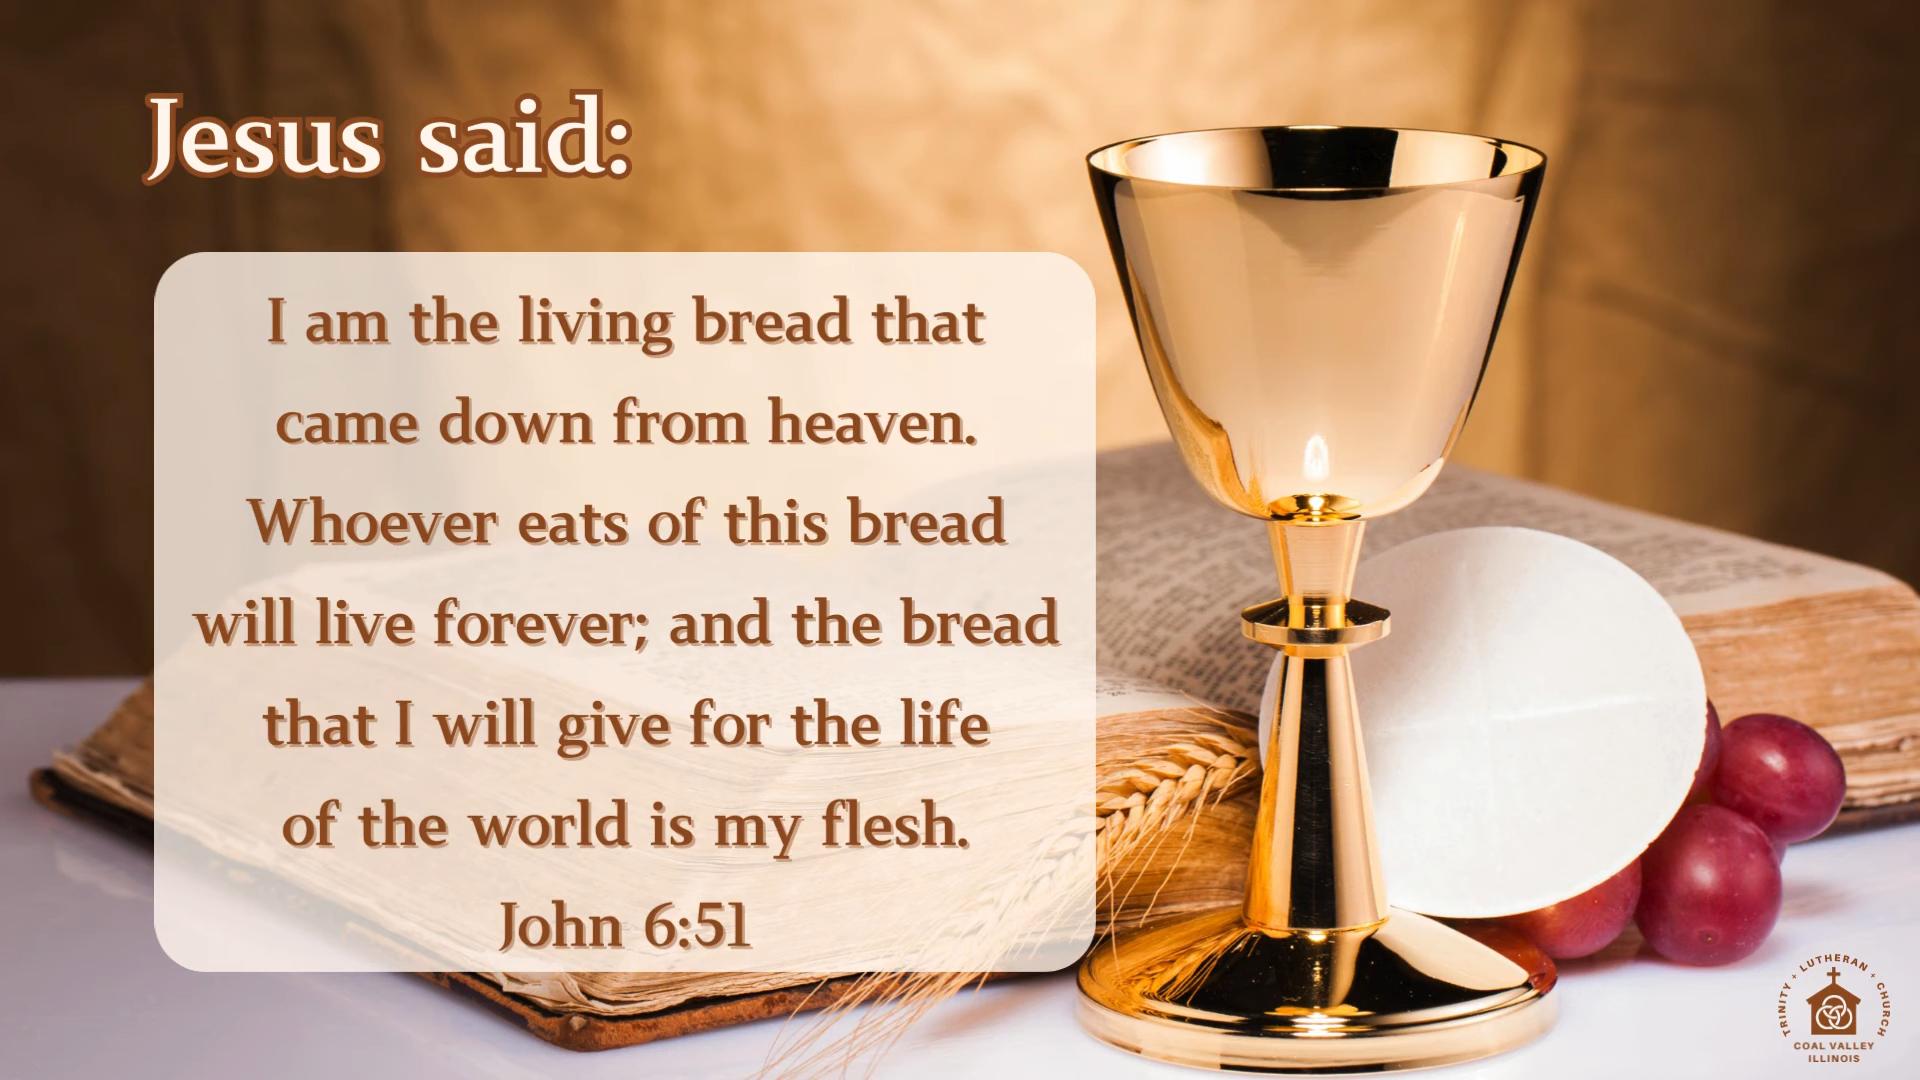 Jesus said:
I am the living bread that
came down from heaven.
Whoever eats of this bread
will live forever; and the bread
that I will give for the life
of the world is my flesh.
John 6:51
TRINITY + LUTHERAN + CHURCH
COAL VALLEY
ILLINOIS